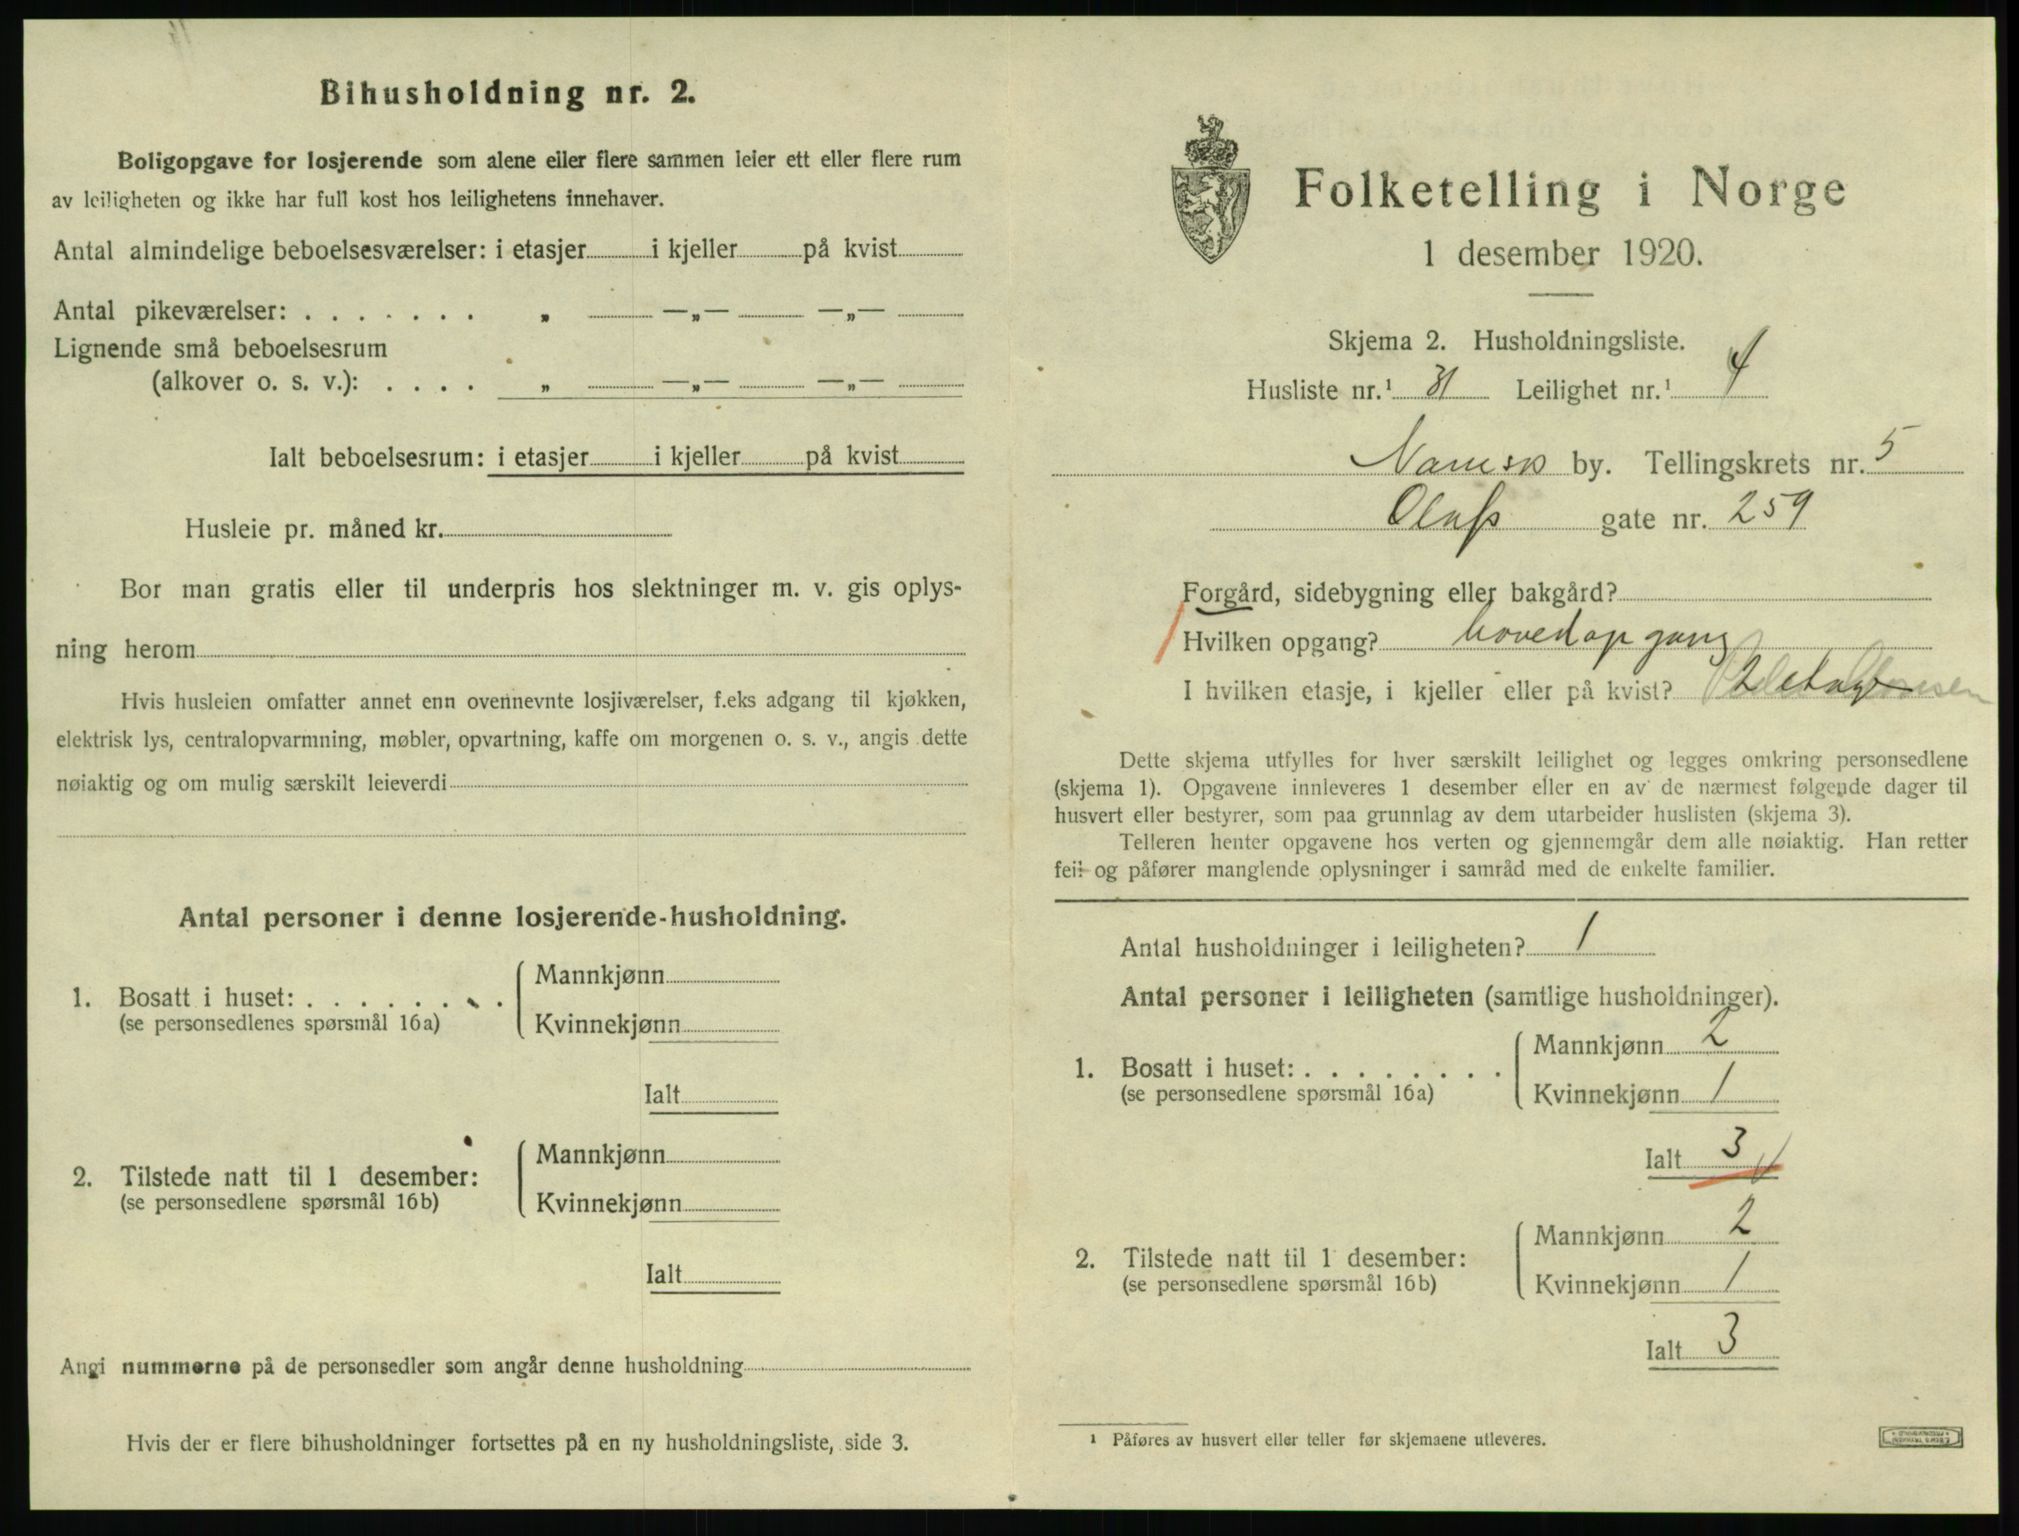 Bihusholdning nr. 2.
Boligopgave for losjerende som alene eiler flere sammen leier ett eller flere rum
av leiligheten og ikke har full kost hos leilighetens innehaver.
Antal almindelige beboelsesværelser: i etasjer i kjeller på kvist
Antal pikeværelser: . . . . . . . „ —„— —„—
Lignende små beboelsesrum
(alkover o. s. v.): . . . . „ —„— —„—
Ialt beboelsesrum: i etasjer i kjeller på kvist
Husleie pr. måned kr.
Bor man gratis eller til underpris hos slektninger m. v. gis oplys-
ning herom
Hvis husleien omfatter annet enn ovennevnte losjiværelser, f.eks adgang til kjøkken,
elektrisk lys, centralopvarmning, møbler, opvartning, kaffe om morgenen o. s. v., angis dette
nøiaktig og om mulig særskilt leieverdi
Antal personer i denne losjerende-husholdning.
1. Bosatt i huset: . . . . . . . .
(se personsedlenes spørsmål 16a)
Mannkjønn
Kvinnekjønn
Ialt
2. Tilstede natt til 1 desember:
(se personsedlene spørsmål 16b)
Mannkjønn
Kvinnekjønn
Ialt
Angi nummerne på de personsedler som angår denne husholdning
Hvis der er flere bihusholdninger fortsettes på en ny husholdningsliste, side 3.
Folketelling i Norge
1 desember 1920.
Skjema 2. Husholdningsliste.
Husliste nr.¹ 31 Leilighet nr.¹ 4
Namsos by. Tellingskrets nr. 5
Olafs gate nr. 259
Forgård, sidebygning eller bakgård?
Hvilken opgang? hovedopgang
I hvilken etasje, i kjeller eller på kvist? 2 etage
Dette skjema utfylles for hver særskilt leilighet og legges omkring personsedlene
(skjema 1). Opgavene innleveres 1 desember eller en av de nærmest følgende dager til
husvert eller bestyrer, som paa grunnlag av dem utarbeider huslisten (skjema 3).
Telleren henter opgavene hos verten og gjennemgår dem alle nøiaktig. Han retter
feil og påfører manglende oplysninger i samråd med de enkelte familier.
Antal husholdninger i leiligheten? 1
Antal personer i leiligheten (samtlige husholdninger).
1. Bosatt i huset: . . . . . . . .
(se personsedlene spørsmål 16a)
Mannkjønn 2
Kvinnekjønn 1
Ialt 3
2. Tilstede natt til 1 desember:
(se personsedlene spørsmål 16b)
Mannkjønn 2
Kvinnekjønn 1
Ialt 3
¹ Påføres av husvert eller teller før skjemaene utleveres.